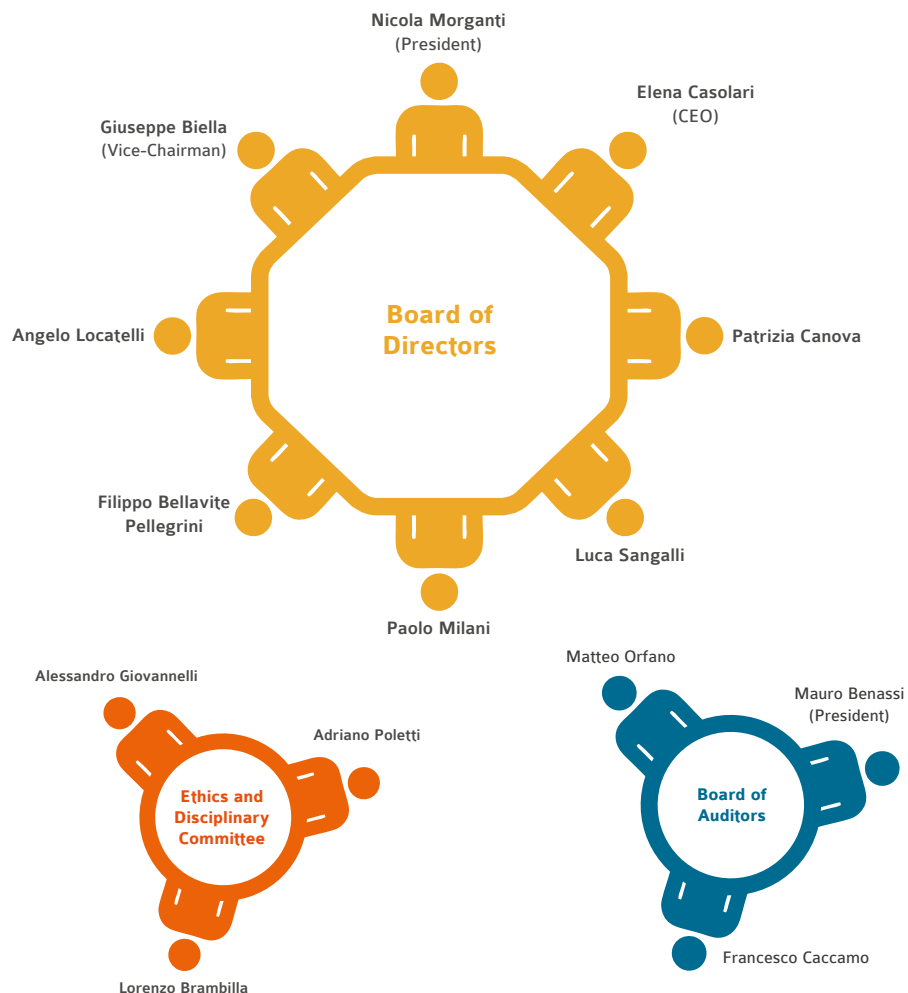 Nicola Morganti
(President)
Elena Casolari
(CEO)
Giuseppe Biella
(Vice-Chairman)
Board of
Directors
Angelo Locatelli
Patrizia Canova
Filippo Bellavite
Pellegrini
Luca Sangalli
Paolo Milani
Alessandro Giovannelli
Adriano Poletti
Ethics and
Disciplinary
Committee
Lorenzo Brambilla
Matteo Orfano
Mauro Benassi
(President)
Board of
Auditors
Francesco Caccamo